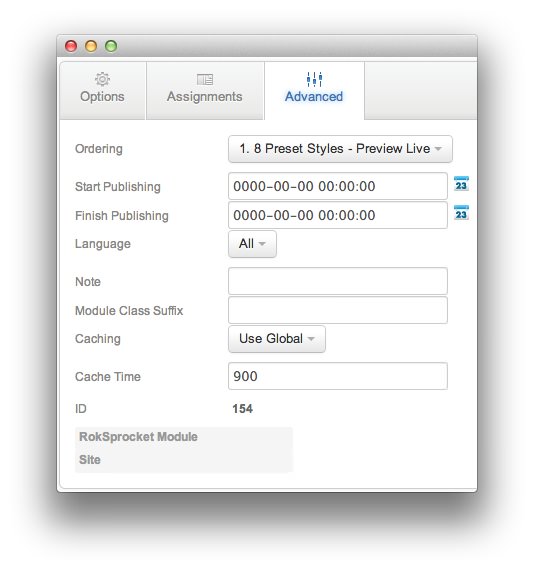 Options Assignments Advanced
Ordering 1. 8 Preset Styles - Preview Live
Start Publishing 0000-00-00 00:00:00 23
Finish Publishing 0000-00-00 00:00:00 23
Language All
Note
Module Class Suffix
Caching Use Global
Cache Time 900
ID 154
RokSprocket Module
Site